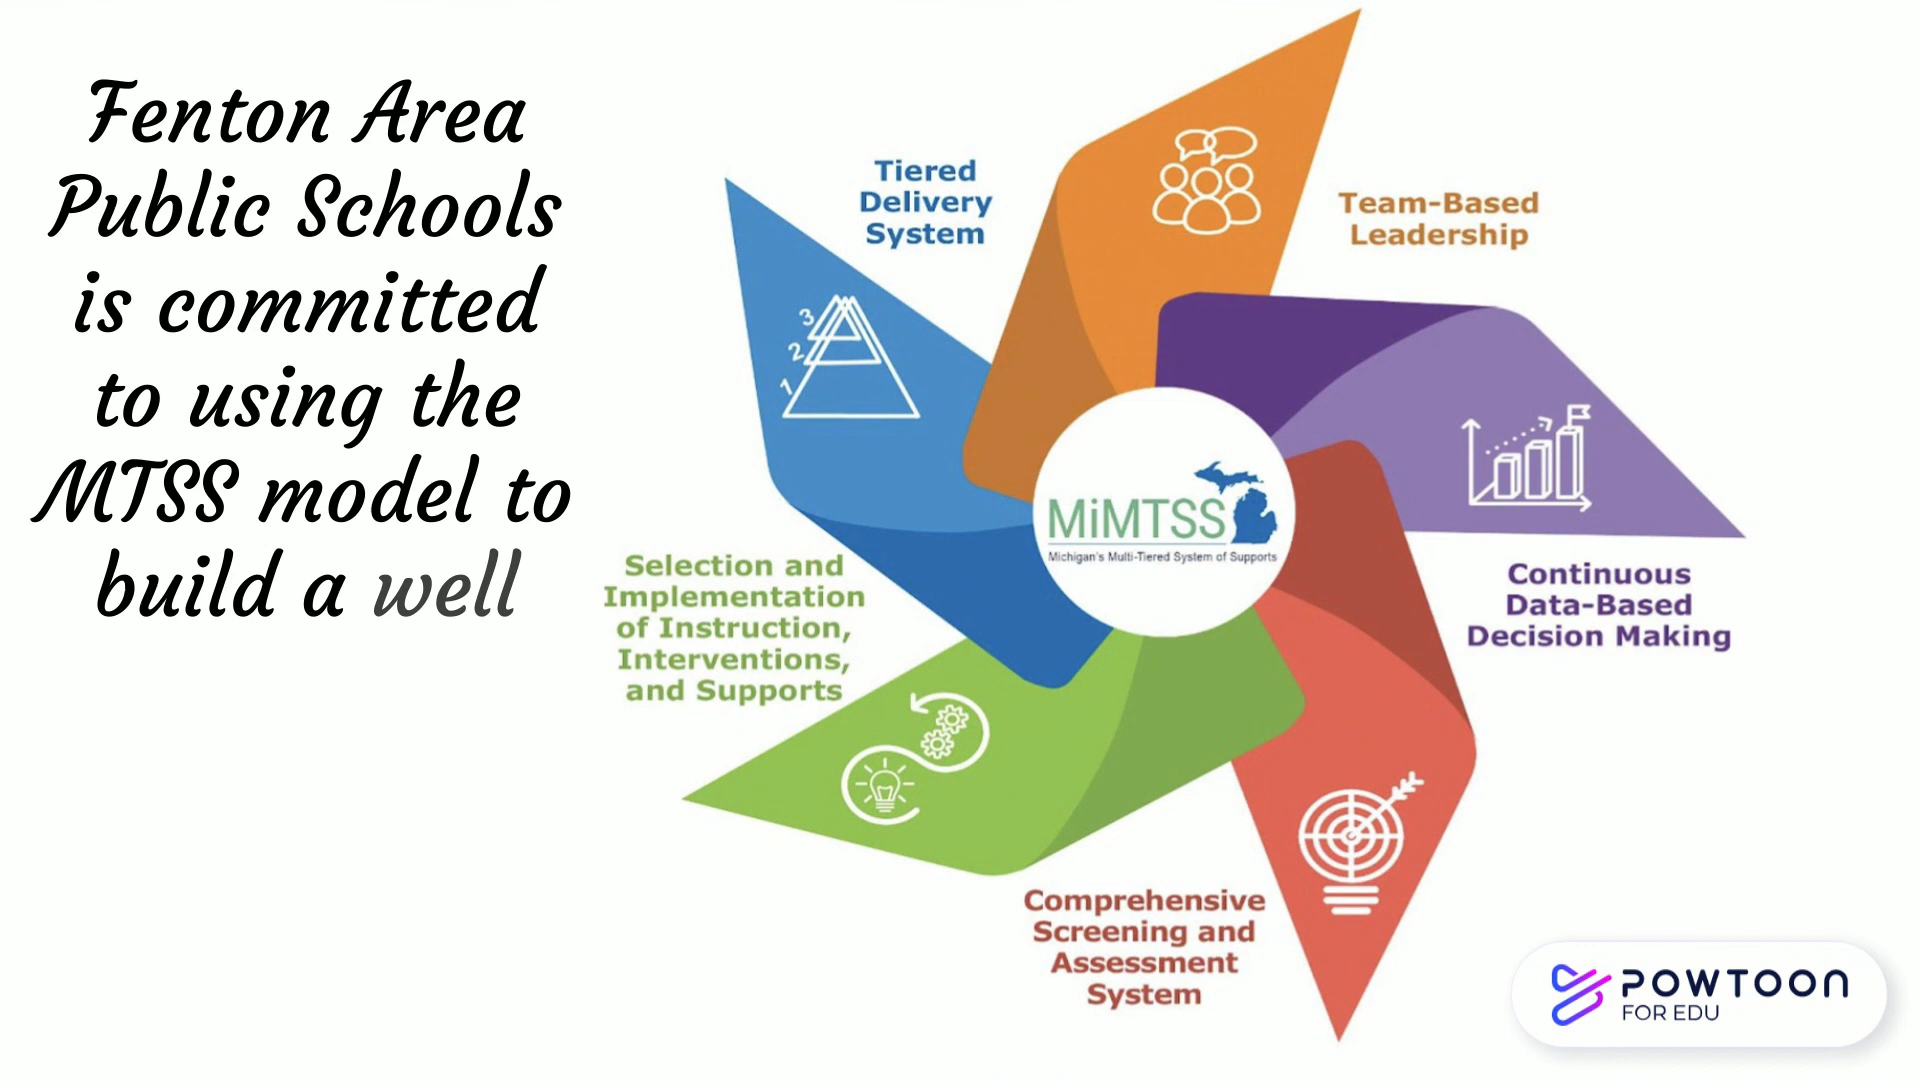 Fenton Area
Public Schools
is committed
to using the
MTSS model to
build a well
Tiered
Delivery
System
Team-Based
Leadership
3
2
1
MiMTSS
Michigan's Multi-Tiered System of Supports
Selection and
Implementation
of Instruction,
Interventions,
and Supports
Continuous
Data-Based
Decision Making
Comprehensive
Screening and
Assessment
System
POWTOON
FOR EDU